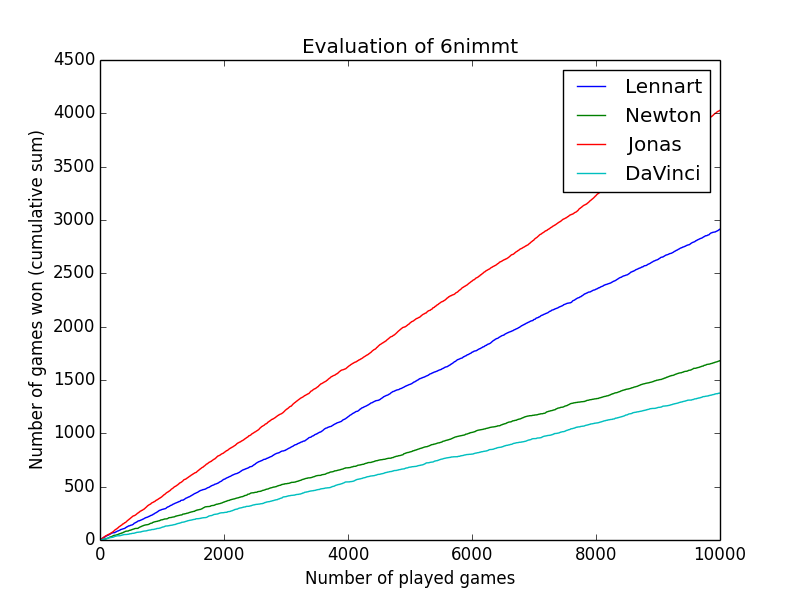 Evaluation of 6nimmt
Lennart
Newton
Jonas
DaVinci
4500
4000
3500
3000
2500
2000
1500
1000
500
0
Number of games won (cumulative sum)
0 2000 4000 6000 8000 10000
Number of played games